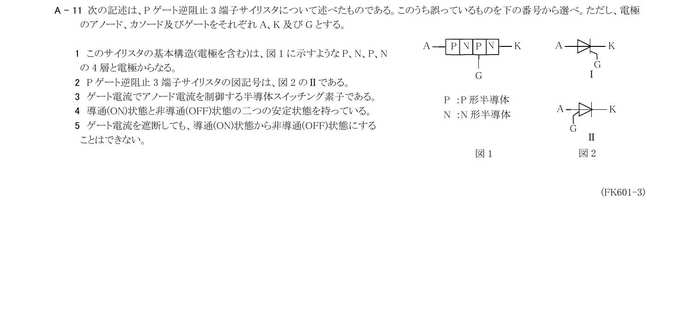 A－11 次の記述は、Pゲート逆阻止3端子サイリスタについて述べたものである。このうち誤っているものを下の番号から選べ。ただし、電極
のアノード、カソード及びゲートをそれぞれA、K及びGとする。
1 このサイリスタの基本構造(電極を含む)は、図1に示すようなP、N、P、N
の4層と電極からなる。
2 Pゲート逆阻止3端子サイリスタの図記号は、図2のⅡである。
3 ゲート電流でアノード電流を制御する半導体スイッチング素子である。
4 導通(ON)状態と非導通(OFF)状態の二つの安定状態を持っている。
5 ゲート電流を遮断しても、導通(ON)状態から非導通(OFF)状態にする
ことはできない。
A P N P N K
G
P :P形半導体
N :N形半導体
図1
A K
G
Ⅰ
A K
G
Ⅱ
図2
(FK601-3)